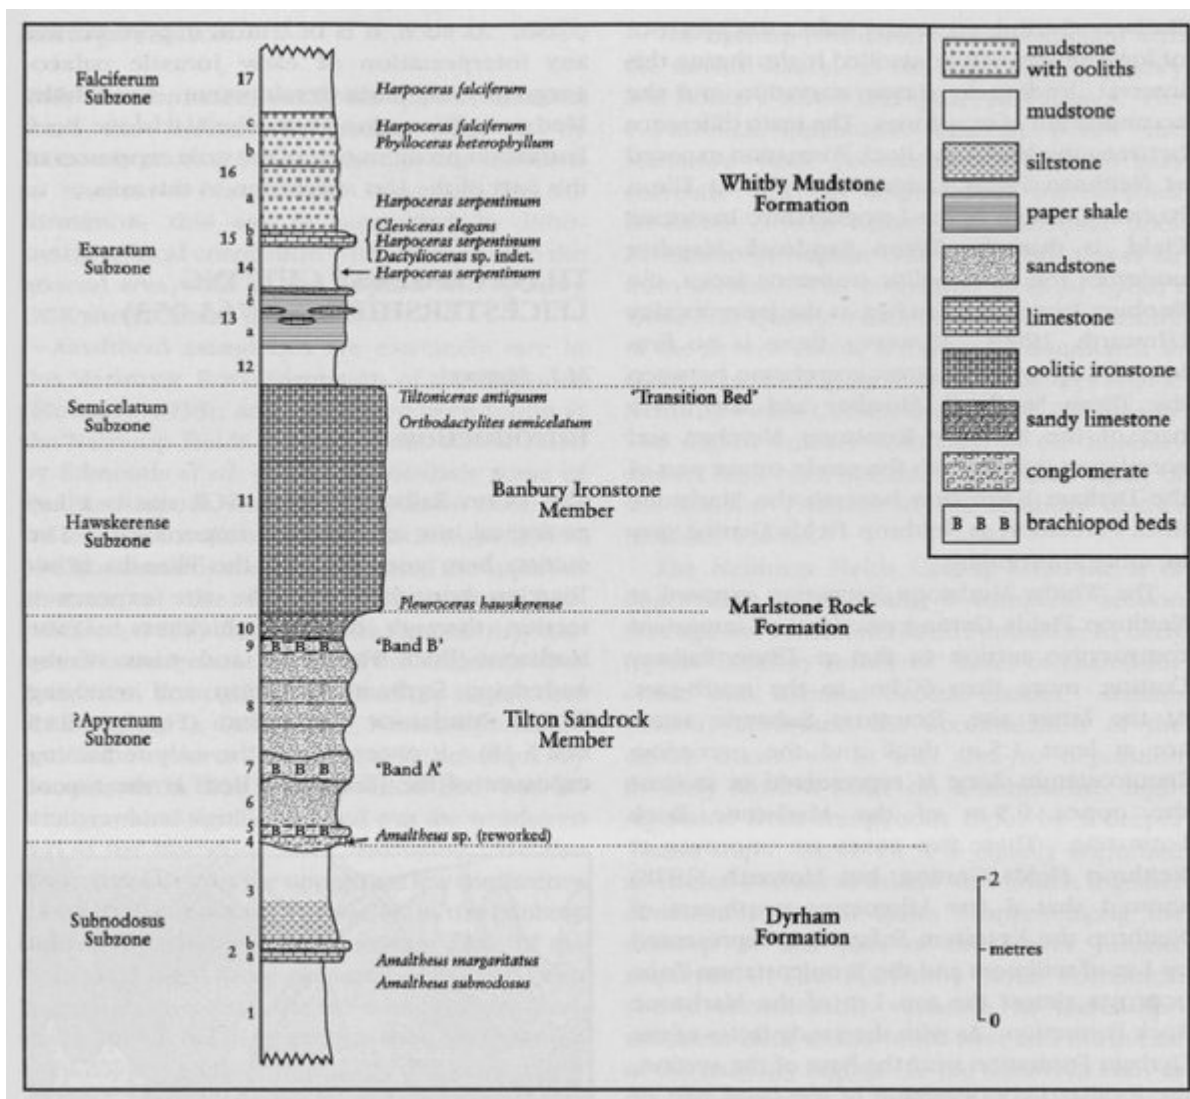 Falciferum
Subzone
17
Harpoceras falciferum
c
Harpoceras falciferum
b
Phylloceras heterophyllum
16
a
Harpoceras serpentinum
Exaratum
Subzone
15
b
a
Cleviceras elegans
Harpoceras serpentinum
Dactylioceras sp. indet.
14
Harpoceras serpentinum
13
a
12
Whitby Mudstone
Formation
Semicelatum
Subzone
Tiltoniceras antiquum
'Transition Bed'
Orthodactylites semicelatum
11
Banbury Ironstone
Member
Hawskerense
Subzone
Pleuroceras hawskerense
Marlstone Rock
Formation
10
9
B B B
'Band B'
8
?Apyrenum
Subzone
Tilton Sandrock
Member
7
B B B
'Band A'
6
5
B B B
4
Amaltheus sp. (reworked)
3
Subnodosus
Subzone
2
b
a
Amaltheus margaritatus
Amaltheus subnodosus
1
Dyrham
Formation
2
metres
0
mudstone
with ooliths
mudstone
siltstone
paper shale
sandstone
limestone
oolitic ironstone
sandy limestone
conglomerate
B B B
brachiopod beds